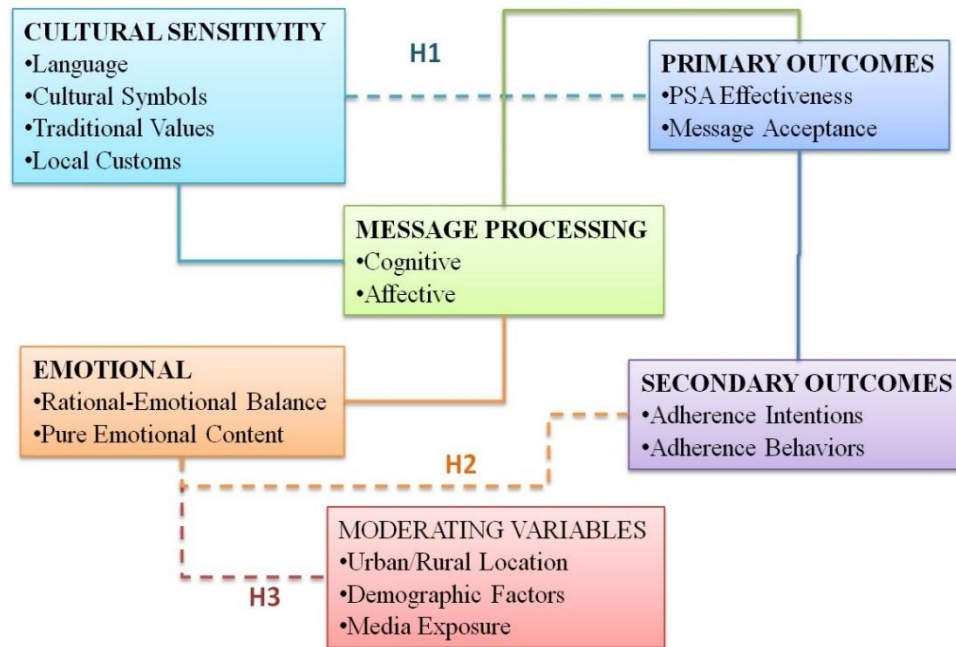 CULTURAL SENSITIVITY
•Language
•Cultural Symbols
•Traditional Values
•Local Customs
H1
PRIMARY OUTCOMES
•PSA Effectiveness
•Message Acceptance
MESSAGE PROCESSING
•Cognitive
•Affective
EMOTIONAL
•Rational-Emotional Balance
•Pure Emotional Content
SECONDARY OUTCOMES
•Adherence Intentions
•Adherence Behaviors
H2
MODERATING VARIABLES
•Urban/Rural Location
•Demographic Factors
•Media Exposure
H3